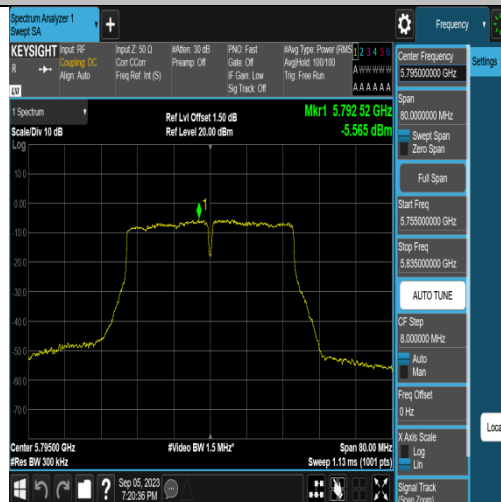 Spectrum Analyzer 1
Swept SA
Frequency
KEYSIGHT
R
Input: RF
Coupling: DC
Align: Auto
Input Z: 50 Ω
Corr CCorr
Freq Ref: Int (S)
#Atten: 30 dB
Preamp: Off
PNO: Fast
Gate: Off
IF Gain: Low
Sig Track: Off
#Avg Type: Power (RMS
Avg|Hold: 100/100
Trig: Free Run
1 2 3 4 5 6
A W W W W W
A A A A A A
LV
1 Spectrum
Scale/Div 10 dB
Log
Ref Lvl Offset 1.50 dB
Ref Level 20.00 dBm
Mkr1 5.792 52 GHz
-5.565 dBm
10.0
0.00
-10.0
-20.0
-30.0
-40.0
-50.0
-60.0
-70.0
1
Center 5.79500 GHz
#Res BW 300 kHz
#Video BW 1.5 MHz*
Span 80.00 MHz
Sweep 1.13 ms (1001 pts)
Sep 05, 2023
7:20:36 PM
Center Frequency
5.795000000 GHz
Settings
Span
80.0000000 MHz
Swept Span
Zero Span
Full Span
Start Freq
5.755000000 GHz
Stop Freq
5.835000000 GHz
AUTO TUNE
CF Step
8.000000 MHz
Auto
Man
Freq Offset
0 Hz
X Axis Scale
Log
Lin
Loca
Signal Track
(Span Zoom)